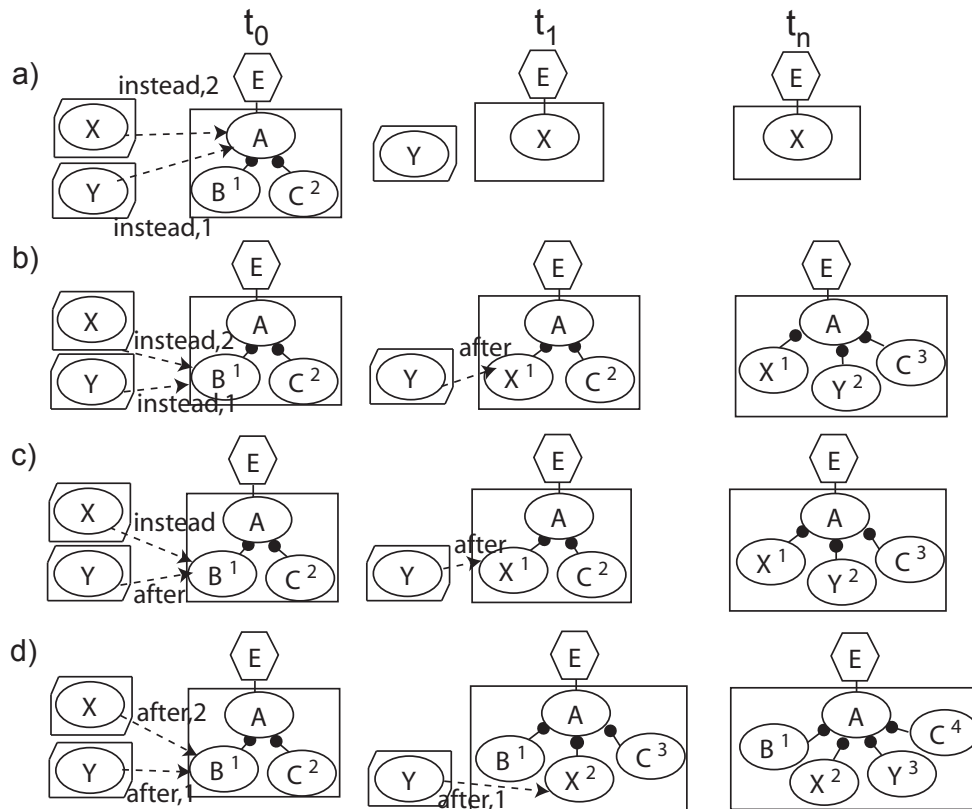 t0 t1 tn
a) E E E
instead,2
X A X X
Y
Y B 1 C 2
instead,1
b) E E E
X A A A
instead,2 after
Y B 1 C 2 Y X 1 C 2 X 1 Y 2 C 3
instead,1
c) E E E
X instead A A A
after
Y B 1 C 2 Y X 1 C 2 X 1 Y 2 C 3
after
d) E E E
X after,2 A A A
B 1 X 2 C 3 B 1 X 2 Y 3 C 4
Y B 1 C 2 Y
after,1 after,1